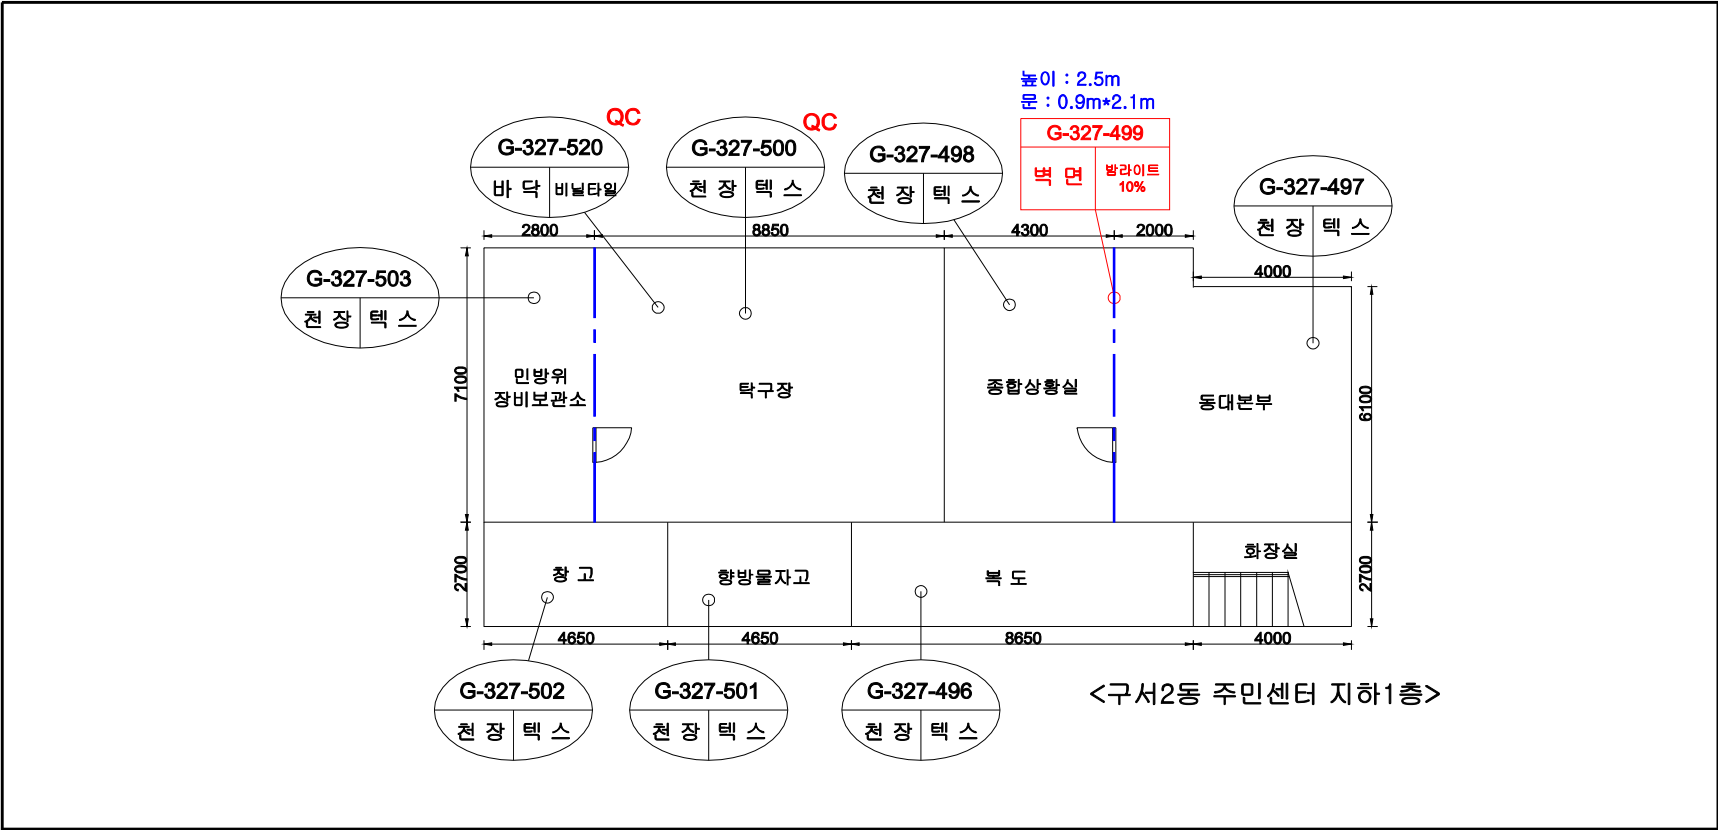 높이 : 2.5m
문 : 0.9m*2.1m
QC
QC
G-327-520
바 닥 비닐타일
G-327-500
천 장 텍 스
G-327-498
천 장 텍 스
G-327-499
벽 면 밤라이트
10%
G-327-497
천 장 텍 스
2800 8850 4300 2000
4000
G-327-503
천 장 텍 스
7100
민방위
장비보관소
탁구장
종합상황실
동대본부
6100
2700
창 고
향방물자고
복 도
화장실
2700
4650 4650 8650 4000
G-327-502
천 장 텍 스
G-327-501
천 장 텍 스
G-327-496
천 장 텍 스
<구서2동 주민센터 지하1층>